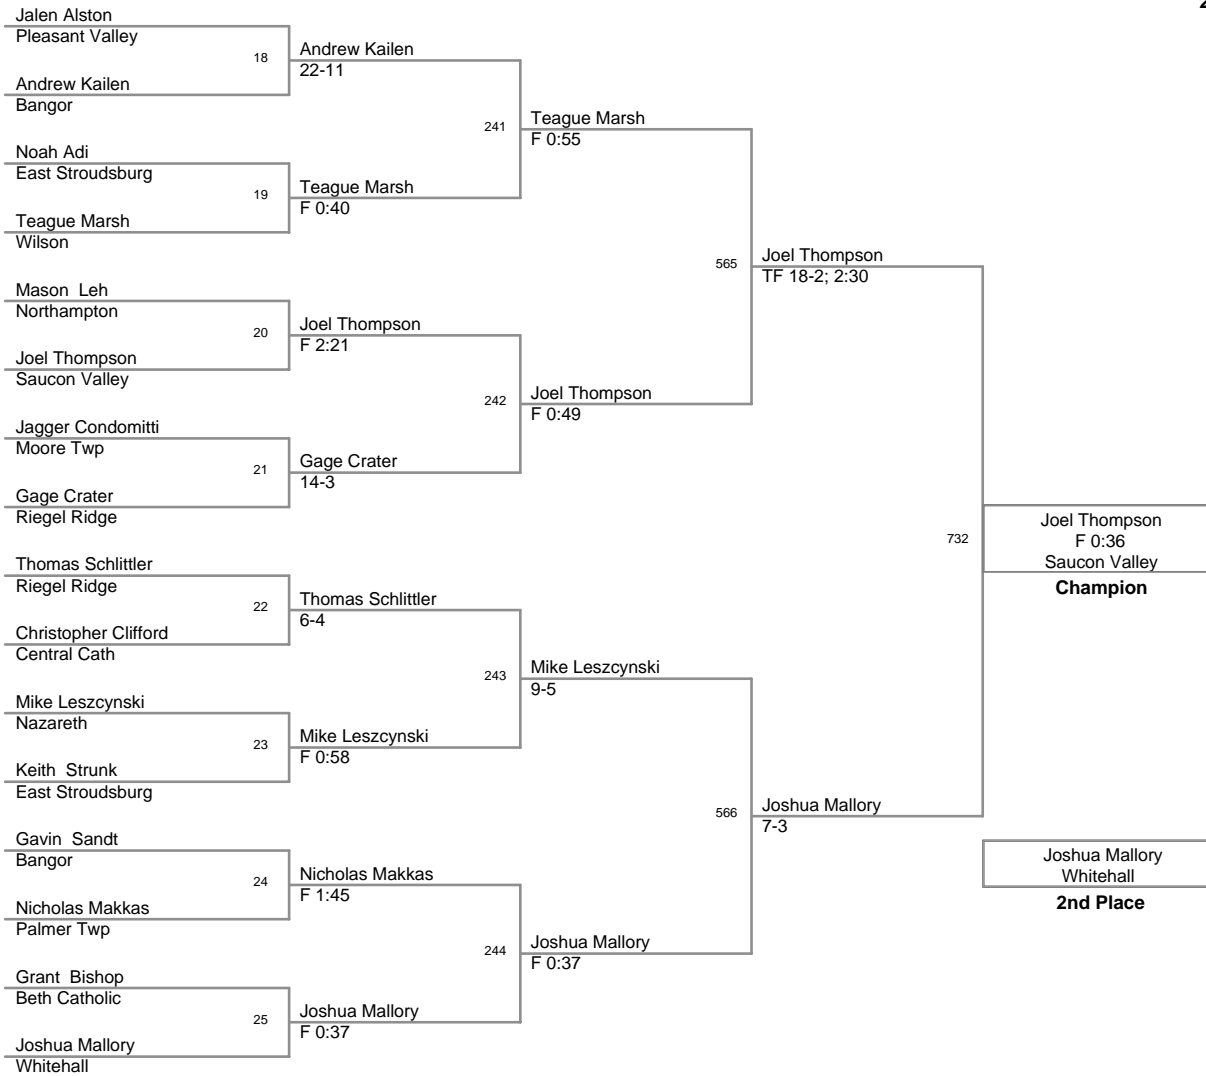 Jalen Alston
Pleasant Valley
18
Andrew Kailen
Bangor
Andrew Kailen
22-11
Noah Adi
East Stroudsburg
19
Teague Marsh
Wilson
Teague Marsh
F 0:40
241
Teague Marsh
F 0:55
Mason Leh
Northampton
20
Joel Thompson
Saucon Valley
Joel Thompson
F 2:21
Jagger Condomitti
Moore Twp
21
Gage Crater
Riegel Ridge
Gage Crater
14-3
242
Joel Thompson
F 0:49
565
Joel Thompson
TF 18-2; 2:30
Thomas Schlittler
Riegel Ridge
22
Christopher Clifford
Central Cath
Thomas Schlittler
6-4
Mike Leszcynski
Nazareth
23
Keith Strunk
East Stroudsburg
Mike Leszcynski
F 0:58
243
Mike Leszcynski
9-5
Gavin Sandt
Bangor
24
Nicholas Makkas
Palmer Twp
Nicholas Makkas
F 1:45
Grant Bishop
Beth Catholic
25
Joshua Mallory
Whitehall
Joshua Mallory
F 0:37
244
Joshua Mallory
F 0:37
566
Joshua Mallory
7-3
732
Joel Thompson
F 0:36
Saucon Valley
Champion
Joshua Mallory
Whitehall
2nd Place